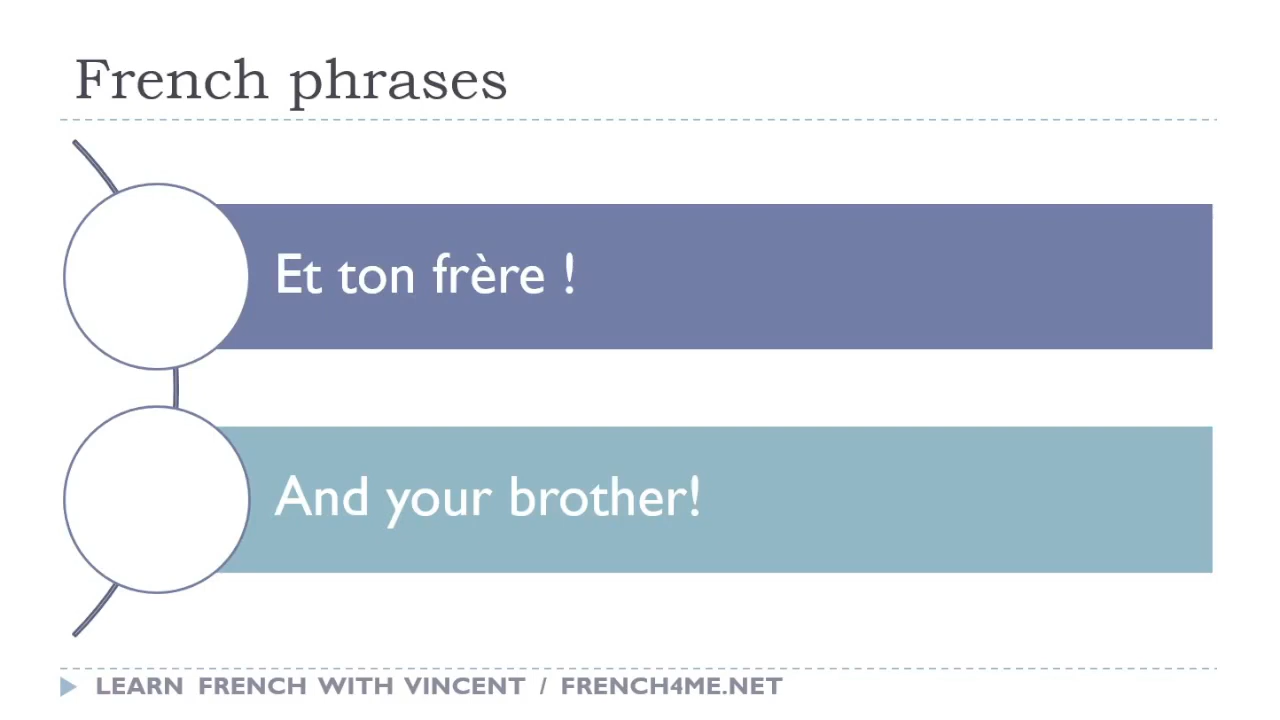 French phrases
Et ton frère !
And your brother!
LEARN FRENCH WITH VINCENT / FRENCH4ME.NET